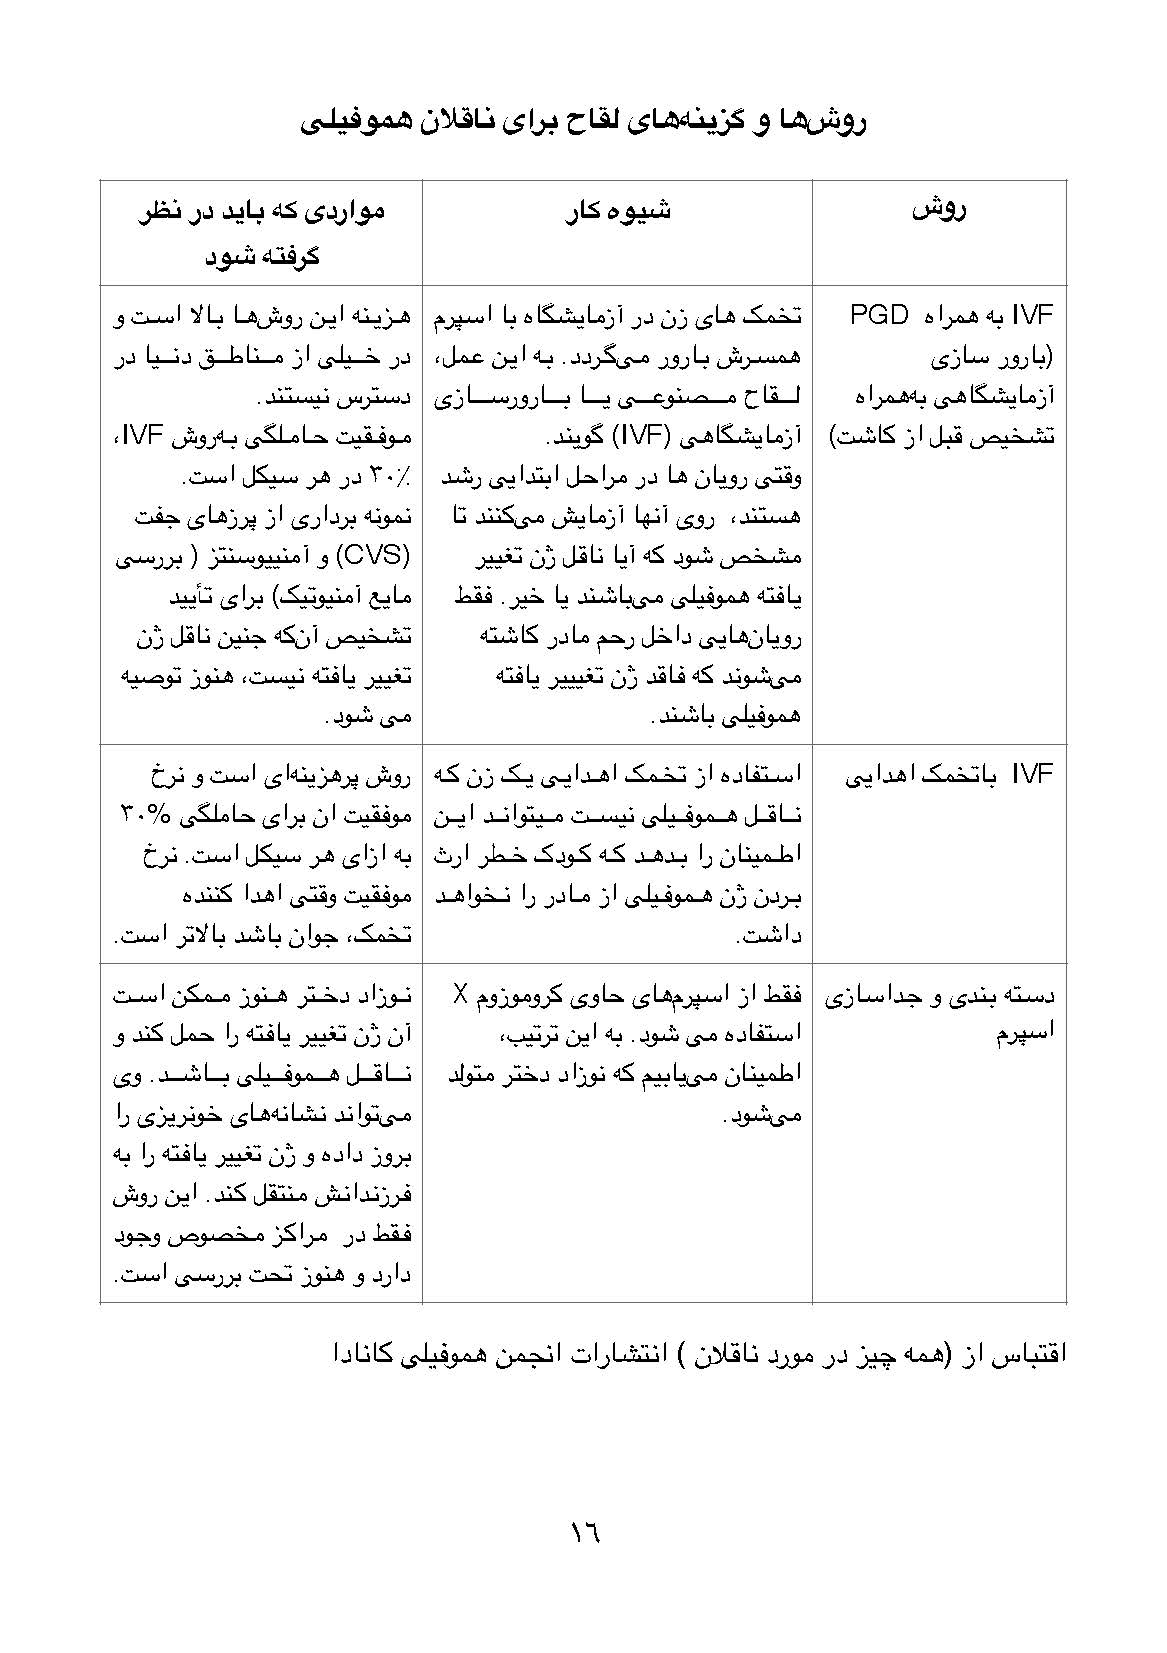 روش‌ها و گزینه‌های لقاح برای ناقلان هموفیلی
روش
شیوه کار
مواردی که باید در نظر
گرفته شود
IVF به همراه PGD
(بارور سازی
آزمایشگاهی به‌همراه
تشخیص قبل از کاشت)
تخمک های زن در آزمایشگاه با اسپرم
همسرش بارور می‌گردد. به این عمل،
لقاح مصنوعی یا بارورسازی
آزمایشگاهی (IVF) گویند.
وقتی رویان ها در مراحل ابتدایی رشد
هستند، روی آنها آزمایش می‌کنند تا
مشخص شود که آیا ناقل ژن تغییر
یافته هموفیلی می‌باشند یا خیر. فقط
رویان‌هایی داخل رحم مادر کاشته
می‌شوند که فاقد ژن تغیییر یافته
هموفیلی باشند.
هزینه این روش‌ها بالا است و
در خیلی از مناطق دنیا در
دسترس نیستند.
موفقیت حاملگی به‌روش IVF،
۳۰٪ در هر سیکل است.
نمونه برداری از پرزهای جفت
(CVS) و آمنیوسنتز ( بررسی
مایع آمنیوتیک) برای تأیید
تشخیص آن‌که جنین ناقل ژن
تغییر یافته نیست، هنوز توصیه
می شود.
IVF باتخمک اهدایی
استفاده از تخمک اهدایی یک زن که
ناقل هموفیلی نیست میتواند این
اطمینان را بدهد که کودک خطر ارث
بردن ژن هموفیلی از مادر را نخواهد
داشت.
روش پرهزینه‌ای است و نرخ
موفقیت ان برای حاملگی %۳۰
به ازای هر سیکل است. نرخ
موفقیت وقتی اهدا کننده
تخمک، جوان باشد بالاتر است.
دسته بندی و جداسازی
اسپرم
فقط از اسپرم‌های حاوی کروموزوم X
استفاده می شود. به این ترتیب،
اطمینان می‌یابیم که نوزاد دختر متولد
می‌شود.
نوزاد دختر هنوز ممکن است
آن ژن تغییر یافته را حمل کند و
ناقل هموفیلی باشد. وی
می‌تواند نشانه‌های خونریزی را
بروز داده و ژن تغییر یافته را به
فرزندانش منتقل کند. این روش
فقط در مراکز مخصوص وجود
دارد و هنوز تحت بررسی است.
اقتباس از (همه چیز در مورد ناقلان ) انتشارات انجمن هموفیلی کانادا
١٦